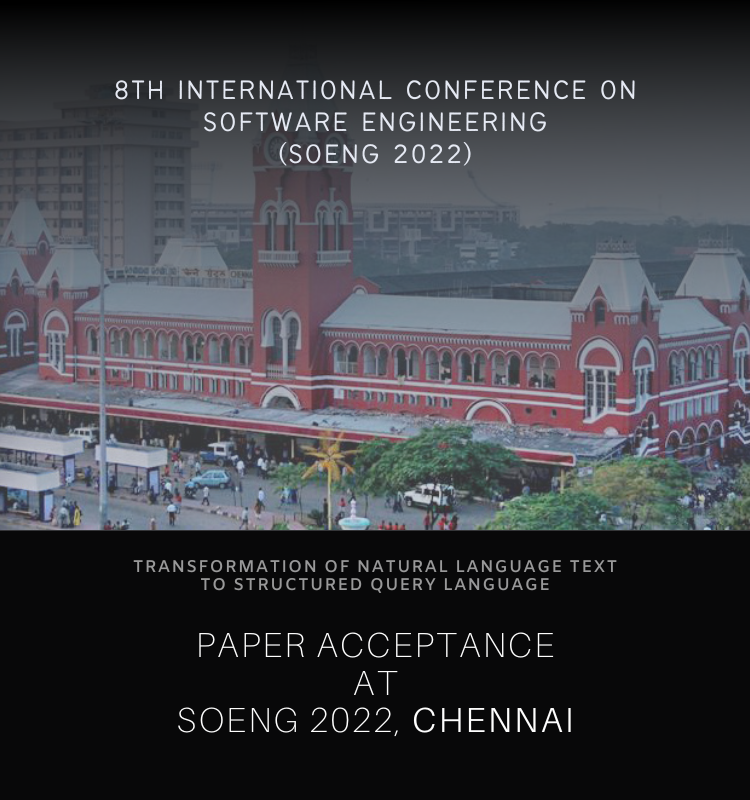 8TH INTERNATIONAL CONFERENCE ON
SOFTWARE ENGINEERING
(SOENG 2022)
TRANSFORMATION OF NATURAL LANGUAGE TEXT
TO STRUCTURED QUERY LANGUAGE
PAPER ACCEPTANCE
AT
SOENG 2022, CHENNAI